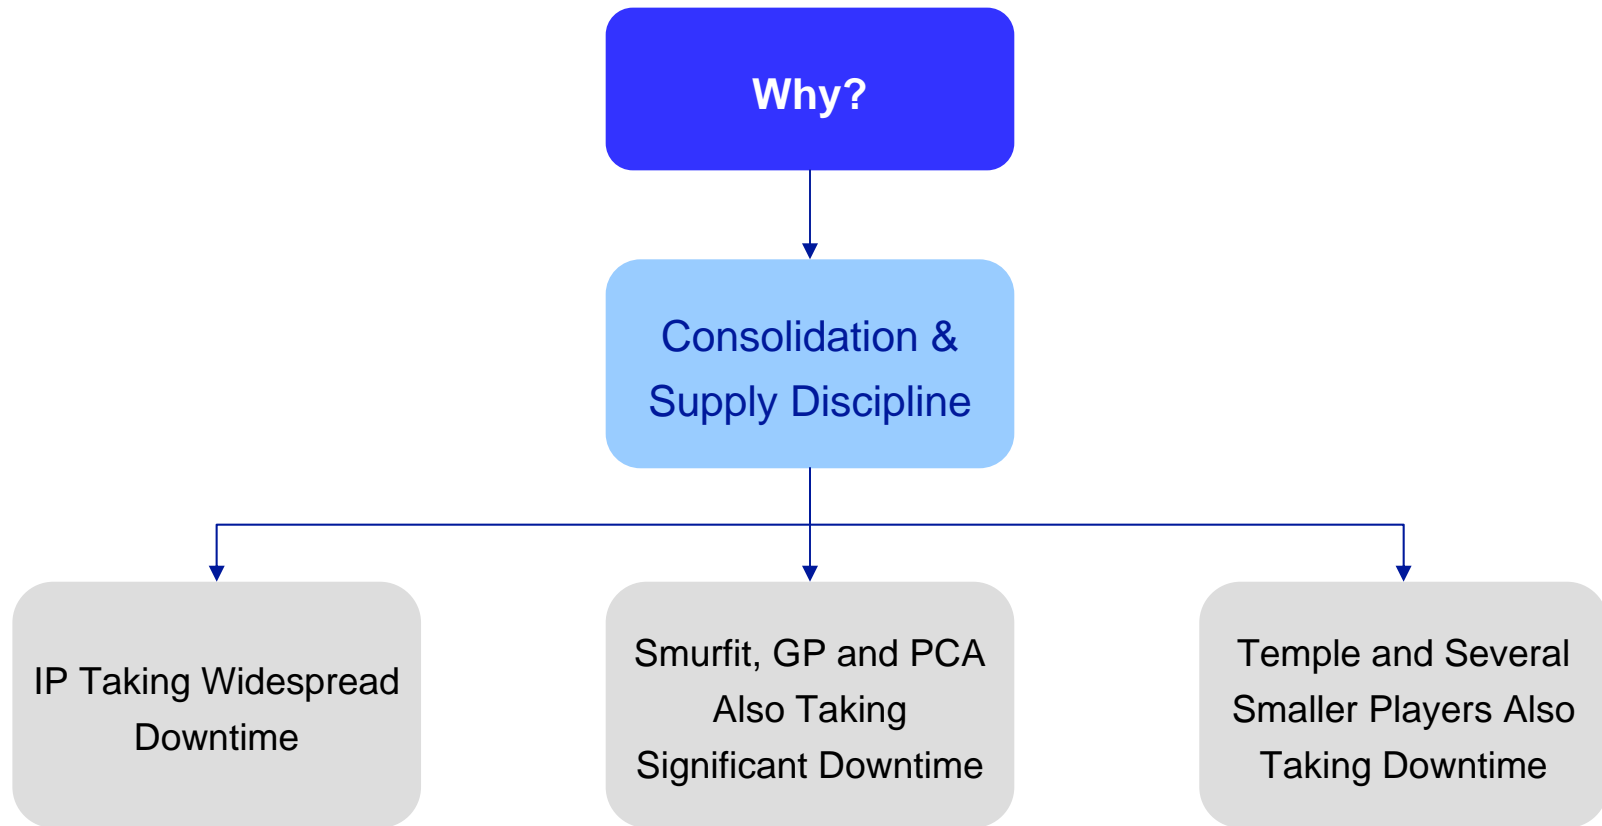 Why?
Consolidation &
Supply Discipline
IP Taking Widespread
Downtime
Smurfit, GP and PCA
Also Taking
Significant Downtime
Temple and Several
Smaller Players Also
Taking Downtime